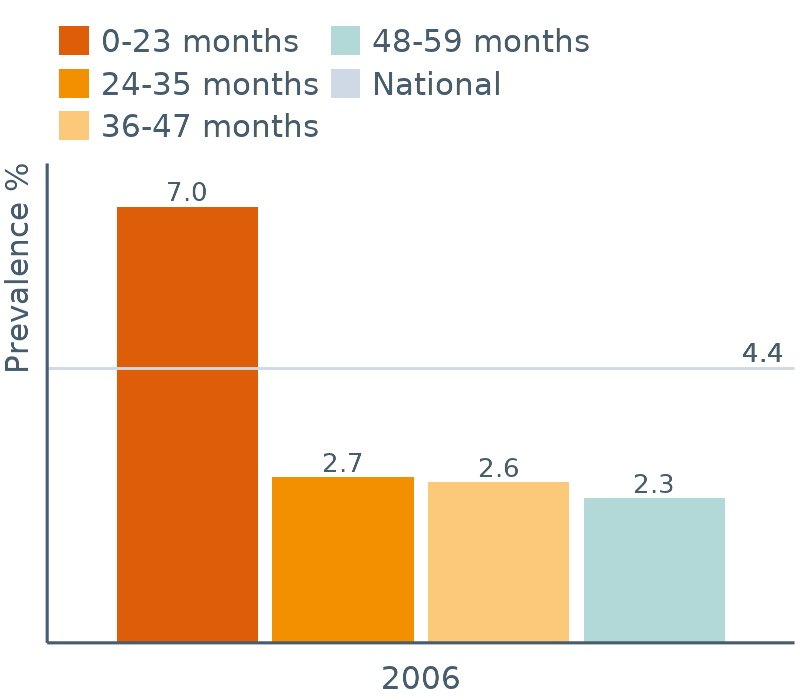 0-23 months
48-59 months
24-35 months
National
36-47 months
Prevalence %
7.0
4.4
2.7
2.6
2.3
2006